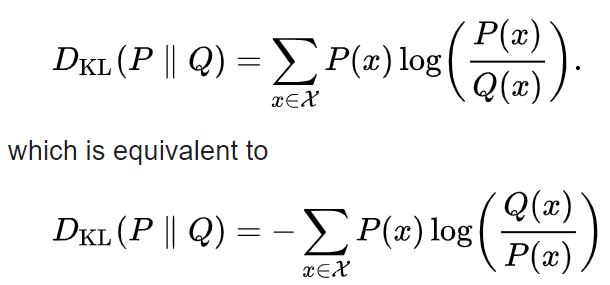 D_KL(P ∥ Q) = ∑_{x∈𝒳} P(x) log( P(x) / Q(x) ).
which is equivalent to
D_KL(P ∥ Q) = − ∑_{x∈𝒳} P(x) log( Q(x) / P(x) )